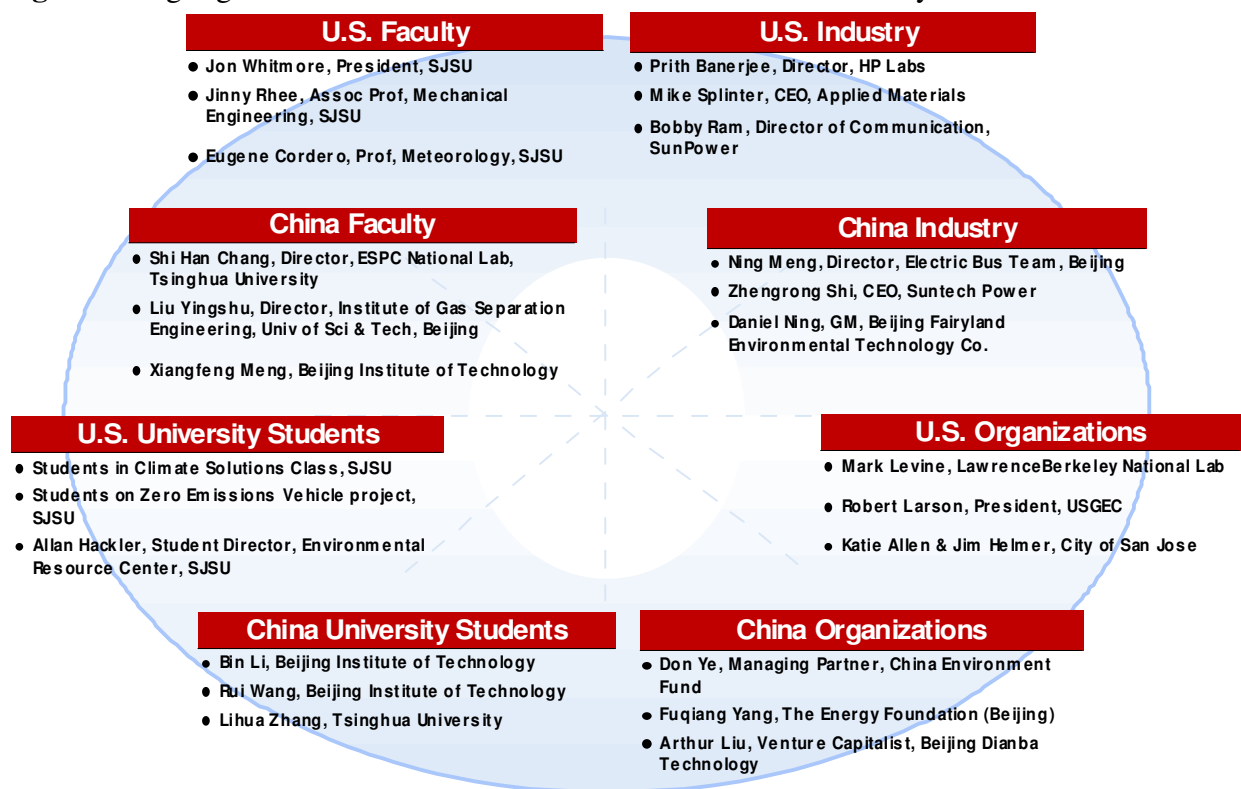 U.S. Faculty
• Jon Whitmore, President, SJSU
• Jinny Rhee, Assoc Prof, Mechanical
Engineering, SJSU
• Eugene Cordero, Prof, Meteorology, SJSU
U.S. Industry
• Prith Banerjee, Director, HP Labs
• Mike Splinter, CEO, Applied Materials
• Bobby Ram, Director of Communication,
SunPower
China Faculty
• Shi Han Chang, Director, ESPC National Lab,
Tsinghua University
• Liu Yingshu, Director, Institute of Gas Separation
Engineering, Univ of Sci & Tech, Beijing
• Xiangfeng Meng, Beijing Institute of Technology
China Industry
• Ning Meng, Director, Electric Bus Team, Beijing
• Zhengrong Shi, CEO, Suntech Power
• Daniel Ning, GM, Beijing Fairyland
Environmental Technology Co.
U.S. University Students
• Students in Climate Solutions Class, SJSU
• Students on Zero Emissions Vehicle project,
SJSU
• Allan Hackler, Student Director, Environmental
Resource Center, SJSU
U.S. Organizations
• Mark Levine, LawrenceBerkeley National Lab
• Robert Larson, President, USGEC
• Katie Allen & Jim Helmer, City of San Jose
China University Students
• Bin Li, Beijing Institute of Technology
• Rui Wang, Beijing Institute of Technology
• Lihua Zhang, Tsinghua University
China Organizations
• Don Ye, Managing Partner, China Environment
Fund
• Fuqiang Yang, The Energy Foundation (Beijing)
• Arthur Liu, Venture Capitalist, Beijing Dianba
Technology